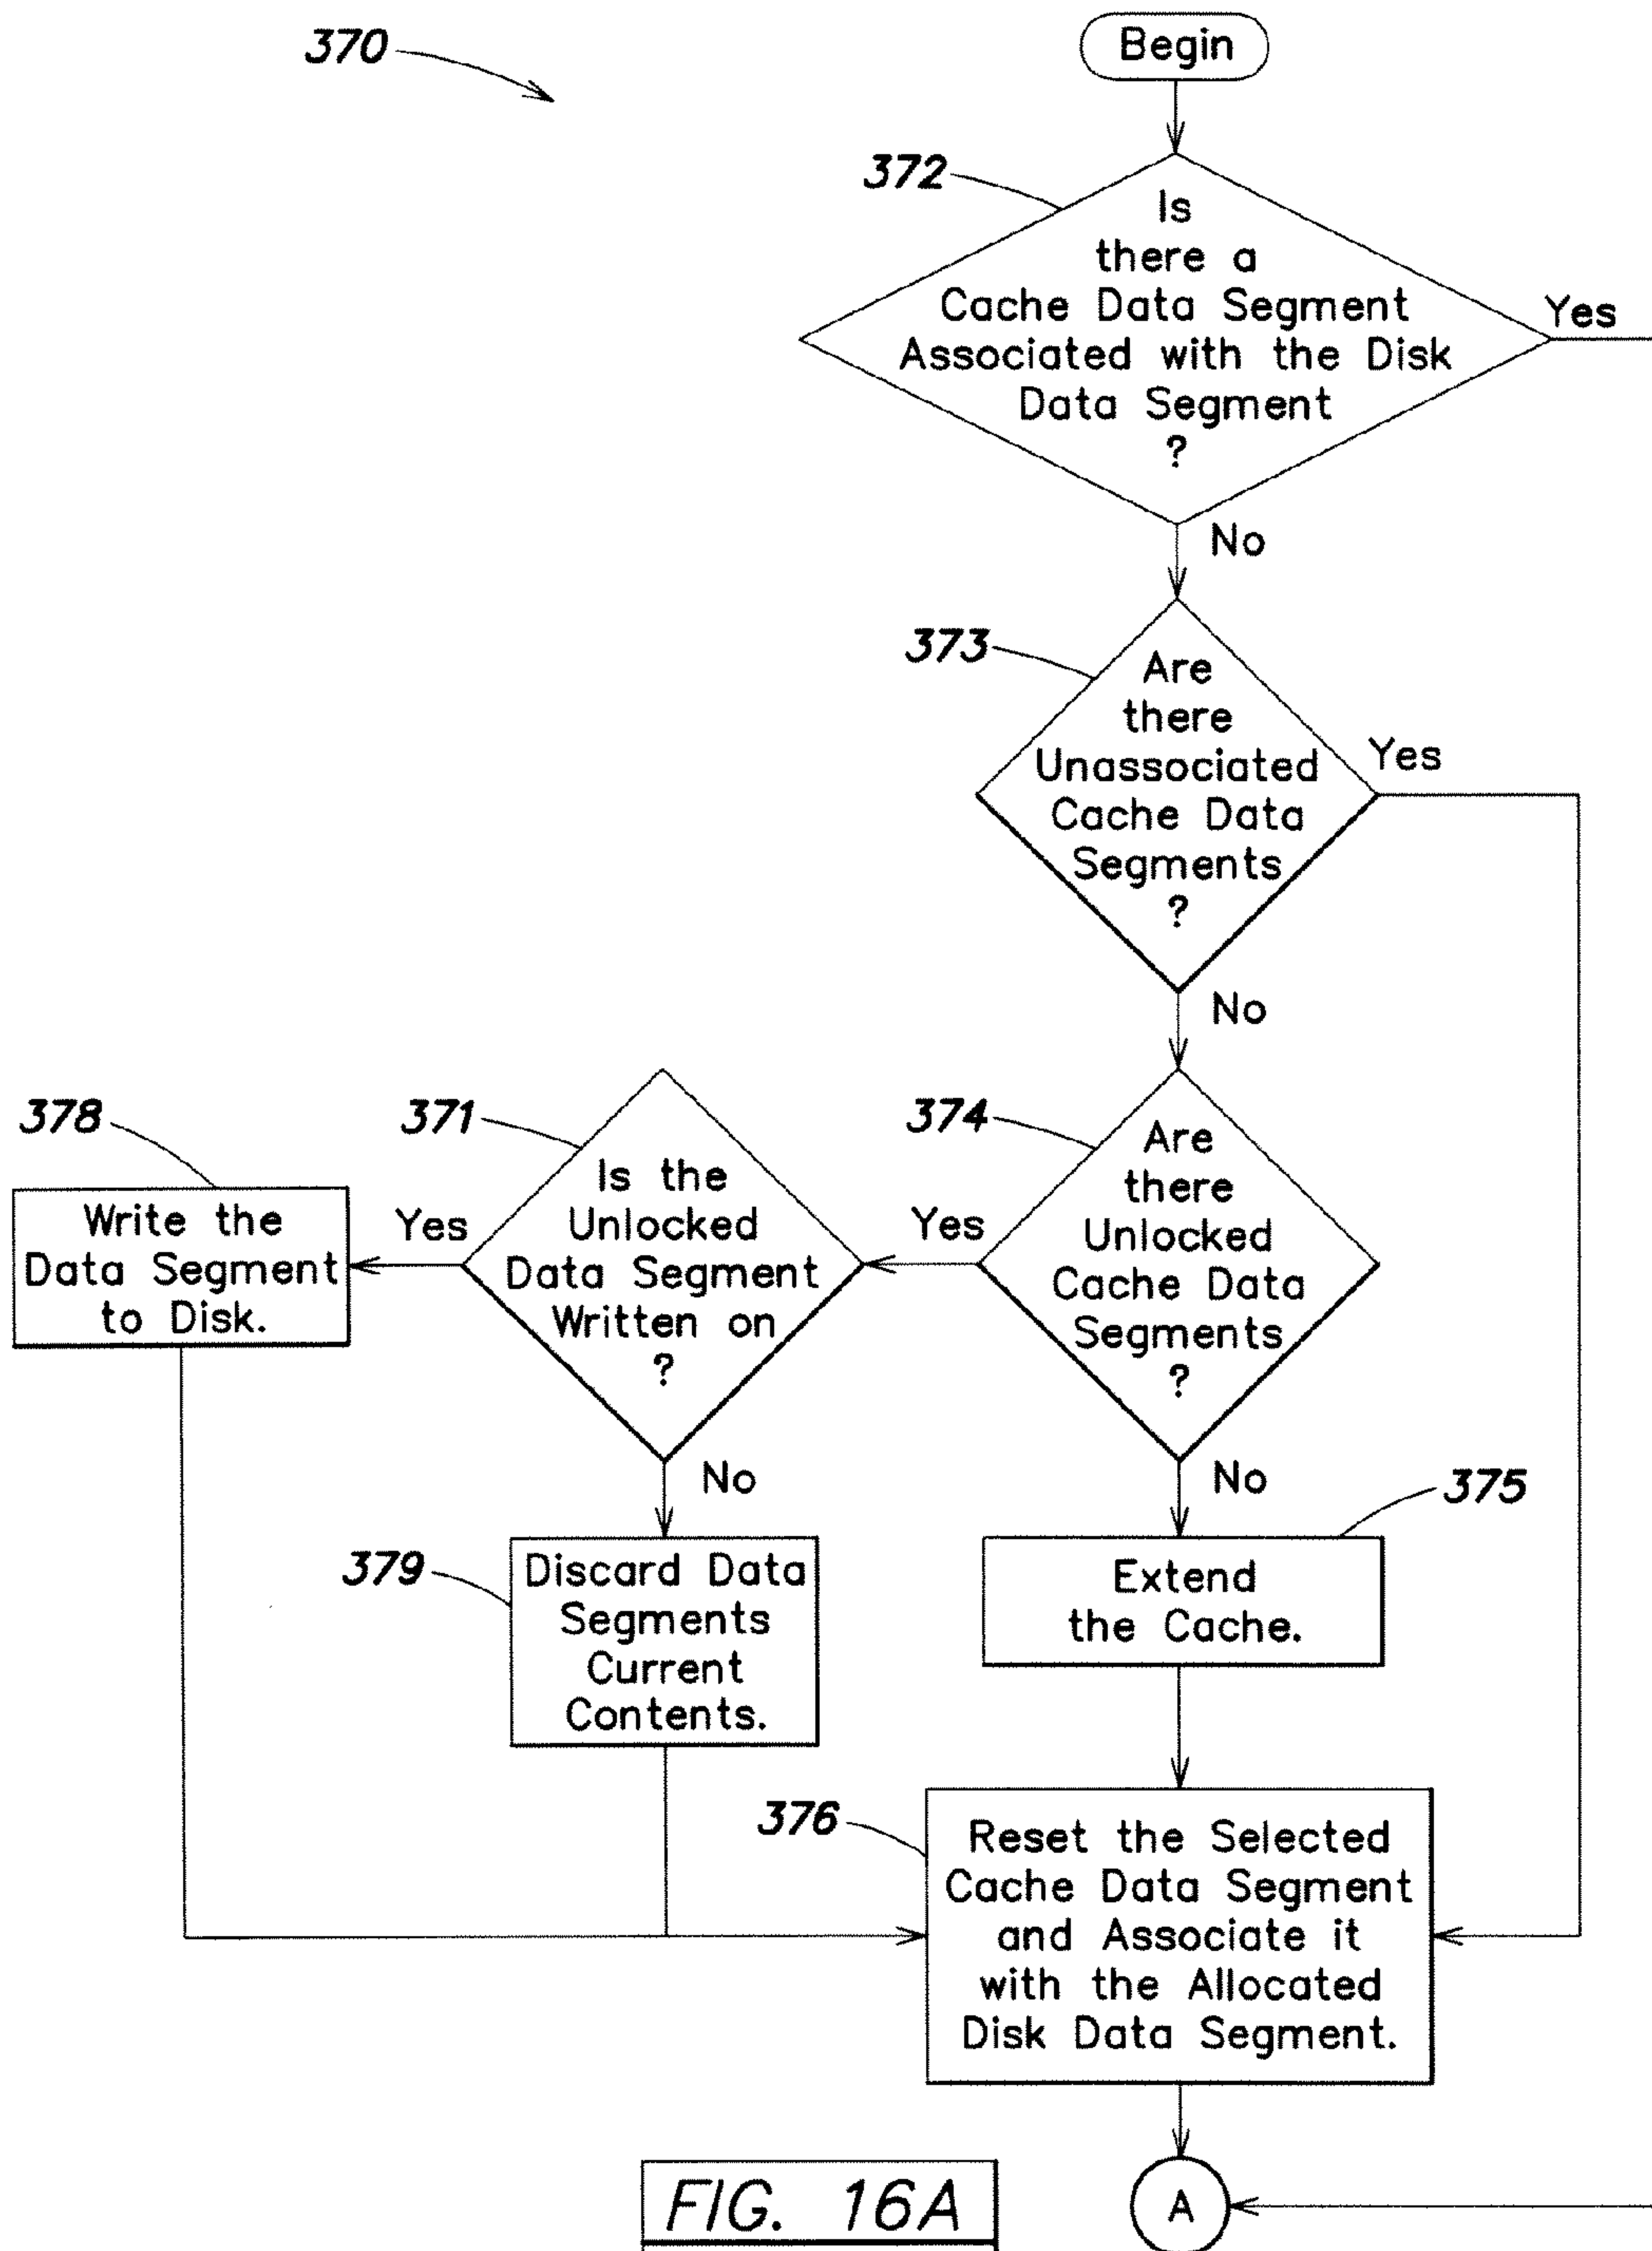 370
Begin
372
Is
there a
Cache Data Segment
Associated with the Disk
Data Segment
?
Yes
No
373
Are
there
Unassociated
Cache Data
Segments
?
Yes
No
374
Are
there
Unlocked
Cache Data
Segments
?
Yes
No
371
Is the
Unlocked
Data Segment
Written on
?
Yes
No
378
Write the
Data Segment
to Disk.
379
Discard Data
Segments
Current
Contents.
375
Extend
the Cache.
376
Reset the Selected
Cache Data Segment
and Associate it
with the Allocated
Disk Data Segment.
A
FIG. 16A